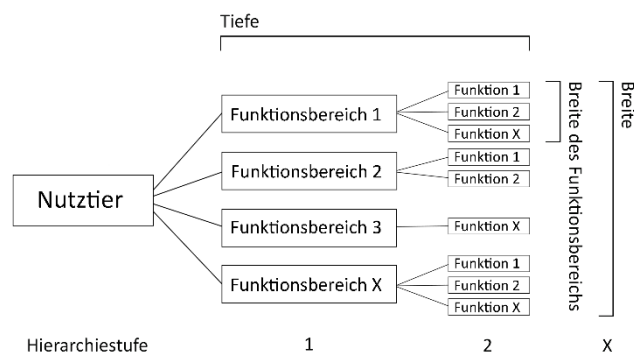 Tiefe
Nutztier
Funktionsbereich 1
Funktion 1
Funktion 2
Funktion X
Funktionsbereich 2
Funktion 1
Funktion 2
Funktionsbereich 3
Funktion X
Funktionsbereich X
Funktion 1
Funktion 2
Funktion X
Breite des Funktionsbereichs
Breite
Hierarchiestufe 1 2 X